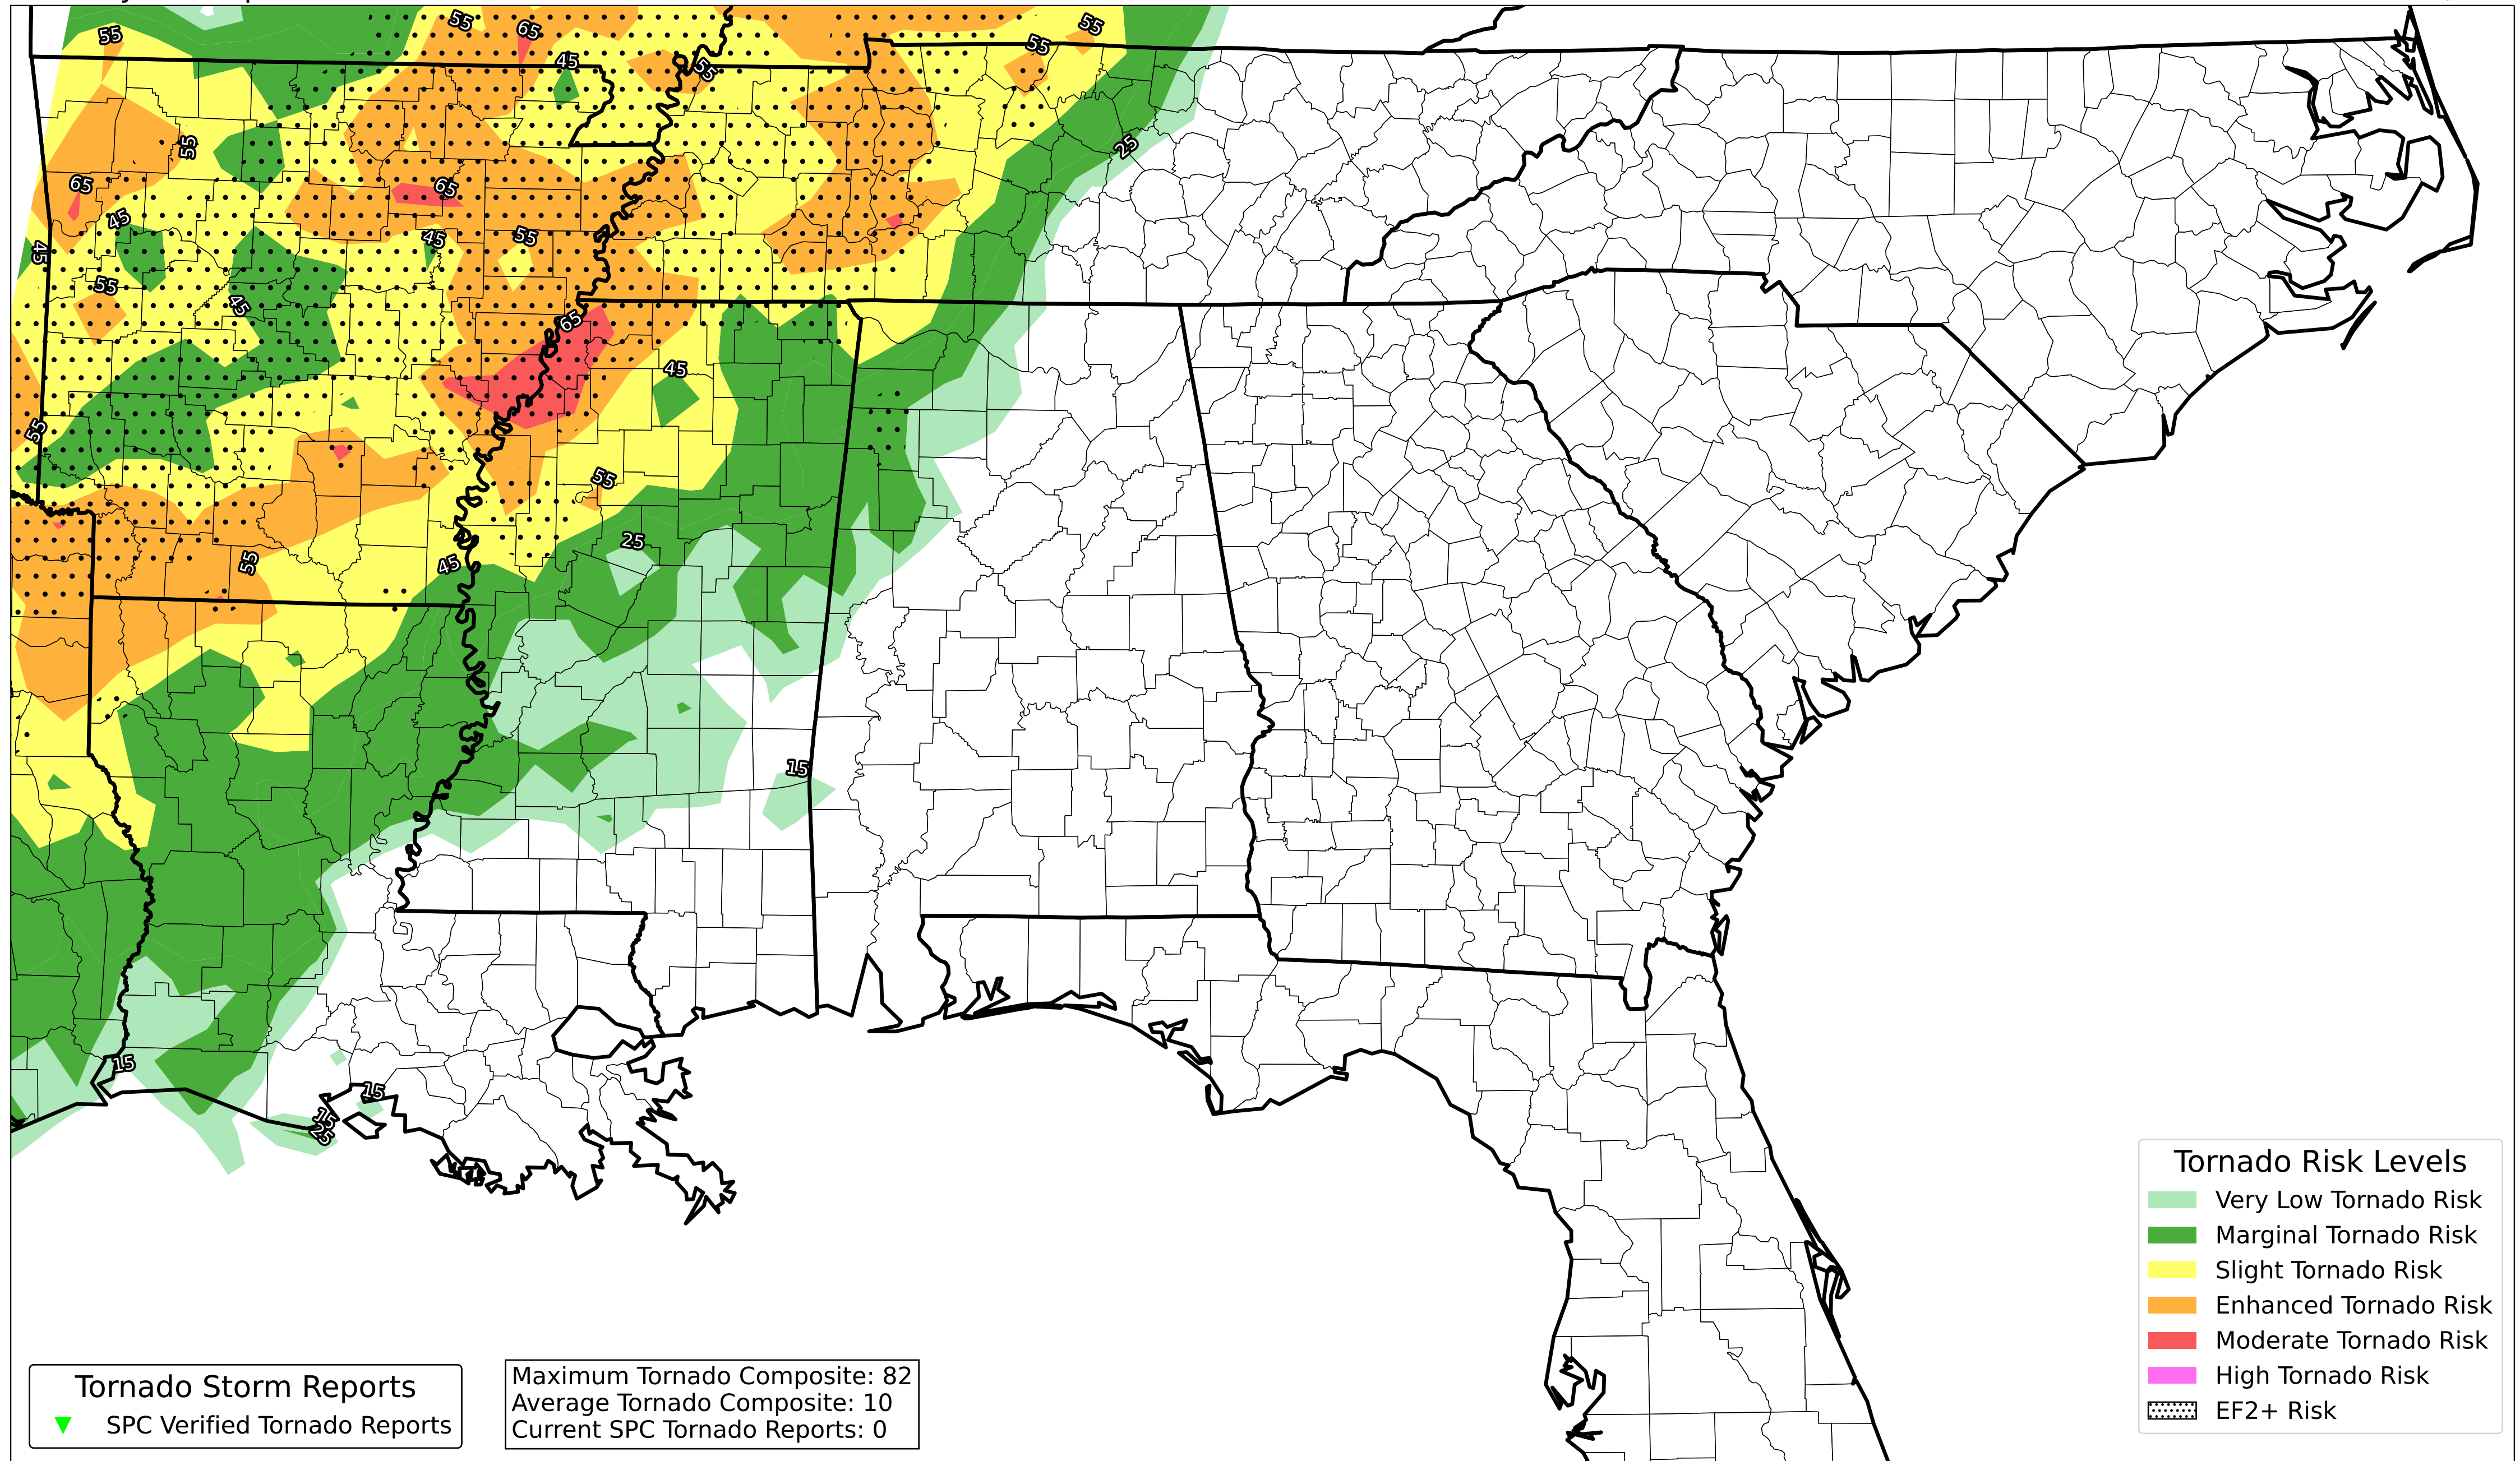 55
55
65
45
55
55
55
55
25
65
65
45
45
55
45
55
45
65
45
55
55
25
55
45
15
15
15
15
25
Tornado Risk Levels
Very Low Tornado Risk
Marginal Tornado Risk
Slight Tornado Risk
Enhanced Tornado Risk
Moderate Tornado Risk
High Tornado Risk
EF2+ Risk
Tornado Storm Reports
SPC Verified Tornado Reports
Maximum Tornado Composite: 82
Average Tornado Composite: 10
Current SPC Tornado Reports: 0